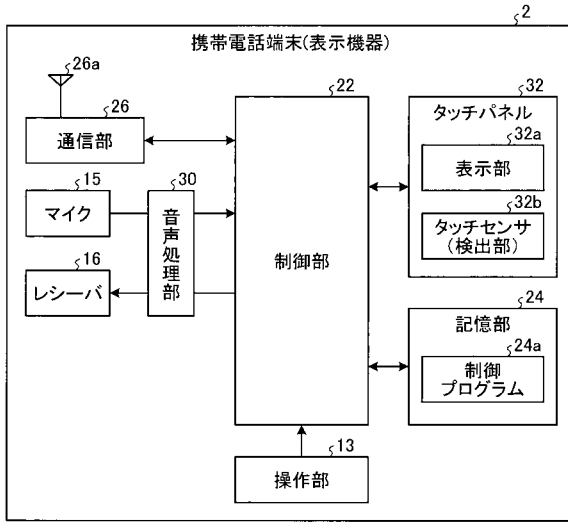 2
携帯電話端末(表示機器)
26a
26
通信部
15
マイク
16
レシーバ
30
音声処理部
22
制御部
32
タッチパネル
32a
表示部
32b
タッチセンサ
(検出部)
24
記憶部
24a
制御
プログラム
13
操作部